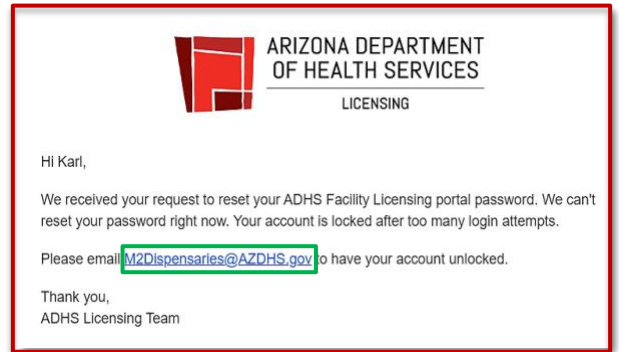 ARIZONA DEPARTMENT
OF HEALTH SERVICES
LICENSING
Hi Karl,
We received your request to reset your ADHS Facility Licensing portal password. We can't
reset your password right now. Your account is locked after too many login attempts.
Please email M2Dispensaries@AZDHS.gov to have your account unlocked.
Thank you,
ADHS Licensing Team